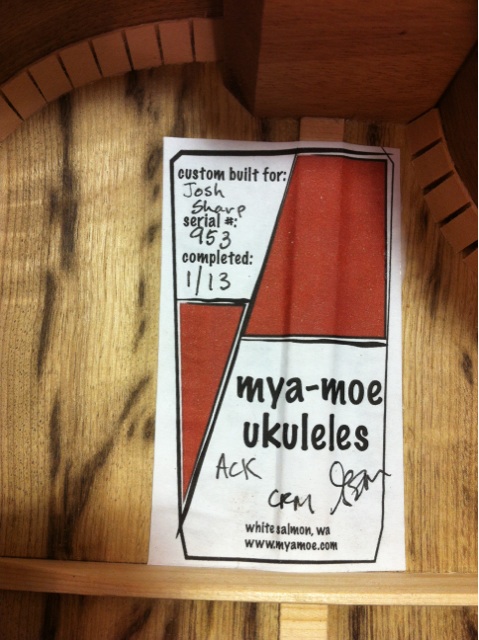 custom built for:
Josh
Sharp
serial #:
953
completed:
1/13
mya-moe
ukuleles
ACK
CRM
white salmon, wa
www.myamoe.com